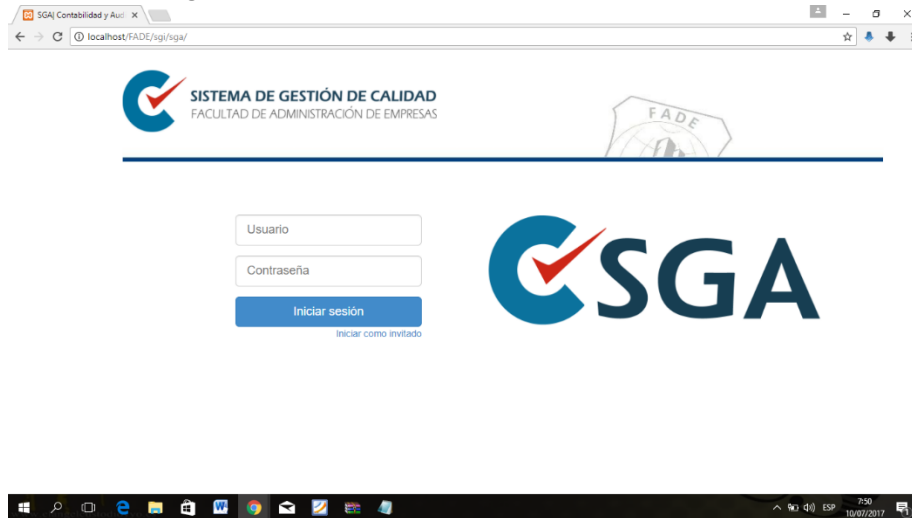 SGA| Contabilidad y Aud
localhost/FADE/sgi/sga/
SISTEMA DE GESTIÓN DE CALIDAD
FACULTAD DE ADMINISTRACIÓN DE EMPRESAS
FADE
Usuario
Contraseña
Iniciar sesión
Iniciar como invitado
SGA
ESP
7:50
10/07/2017